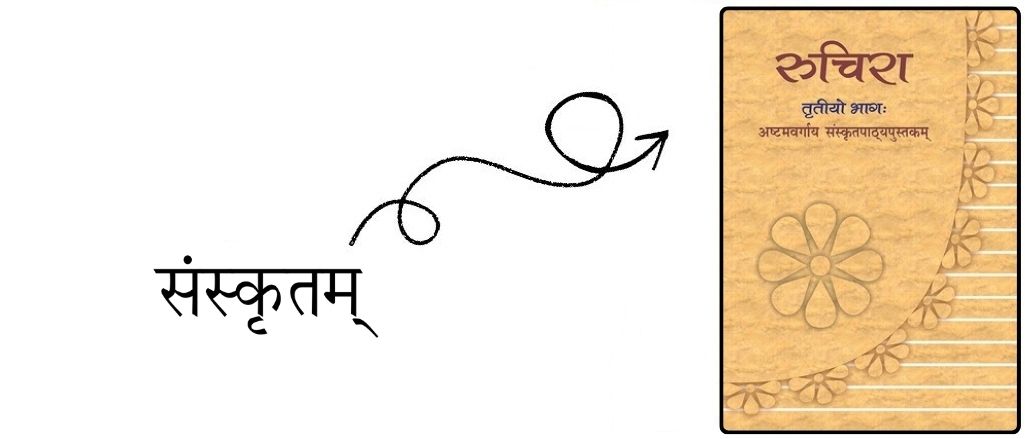 संस्कृतम्
रुचिरा
तृतीयो भागः
अष्टमवर्गाय संस्कृतपाठ्यपुस्तकम्